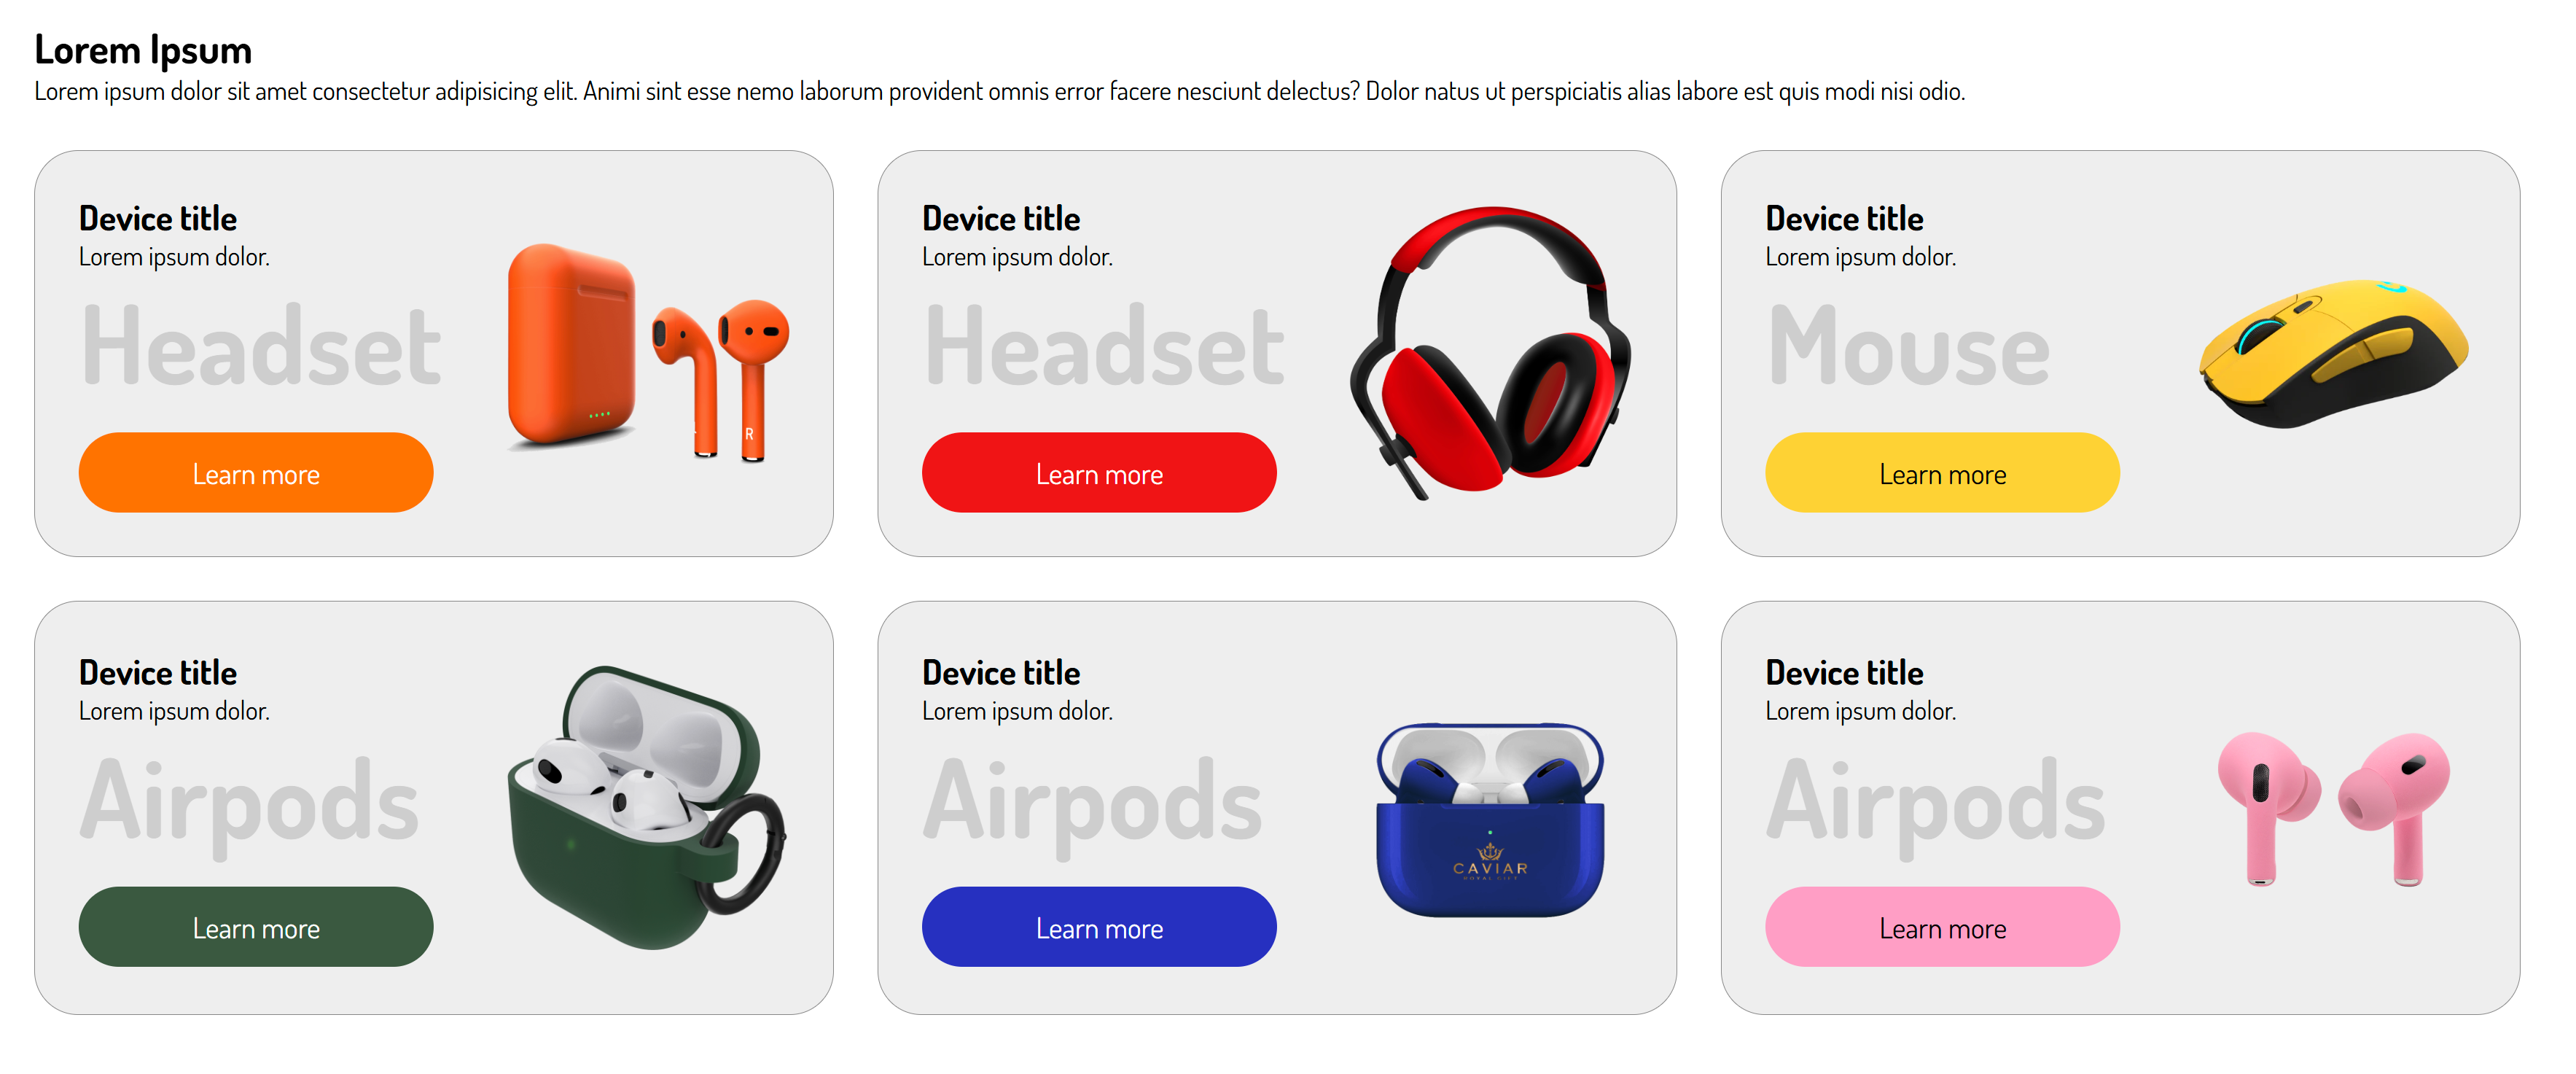 Lorem Ipsum
Lorem ipsum dolor sit amet consectetur adipisicing elit. Animi sint esse nemo laborum provident omnis error facere nesciunt delectus? Dolor natus ut perspiciatis alias labore est quis modi nisi odio.
Device title
Lorem ipsum dolor.
Headset
Learn more
R
Device title
Lorem ipsum dolor.
Headset
Learn more
Device title
Lorem ipsum dolor.
Mouse
Learn more
Device title
Lorem ipsum dolor.
Airpods
Learn more
Device title
Lorem ipsum dolor.
Airpods
Learn more
CAVIAR
Device title
Lorem ipsum dolor.
Airpods
Learn more